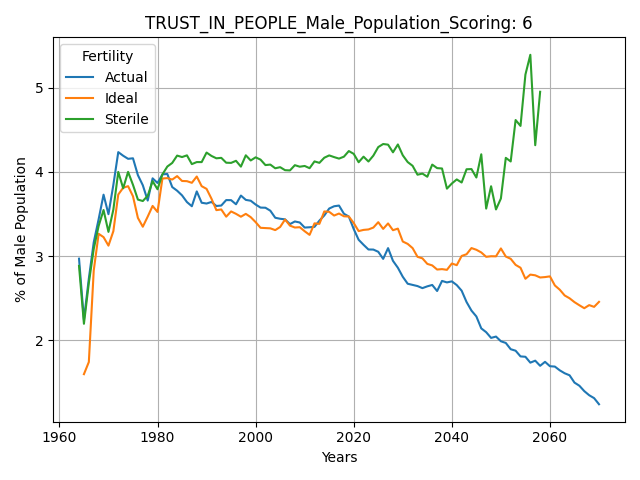 TRUST_IN_PEOPLE_Male_Population_Scoring: 6
Fertility
Actual
Ideal
Sterile
% of Male Population
5
4
3
2
1960
1980
2000
2020
2040
2060
Years